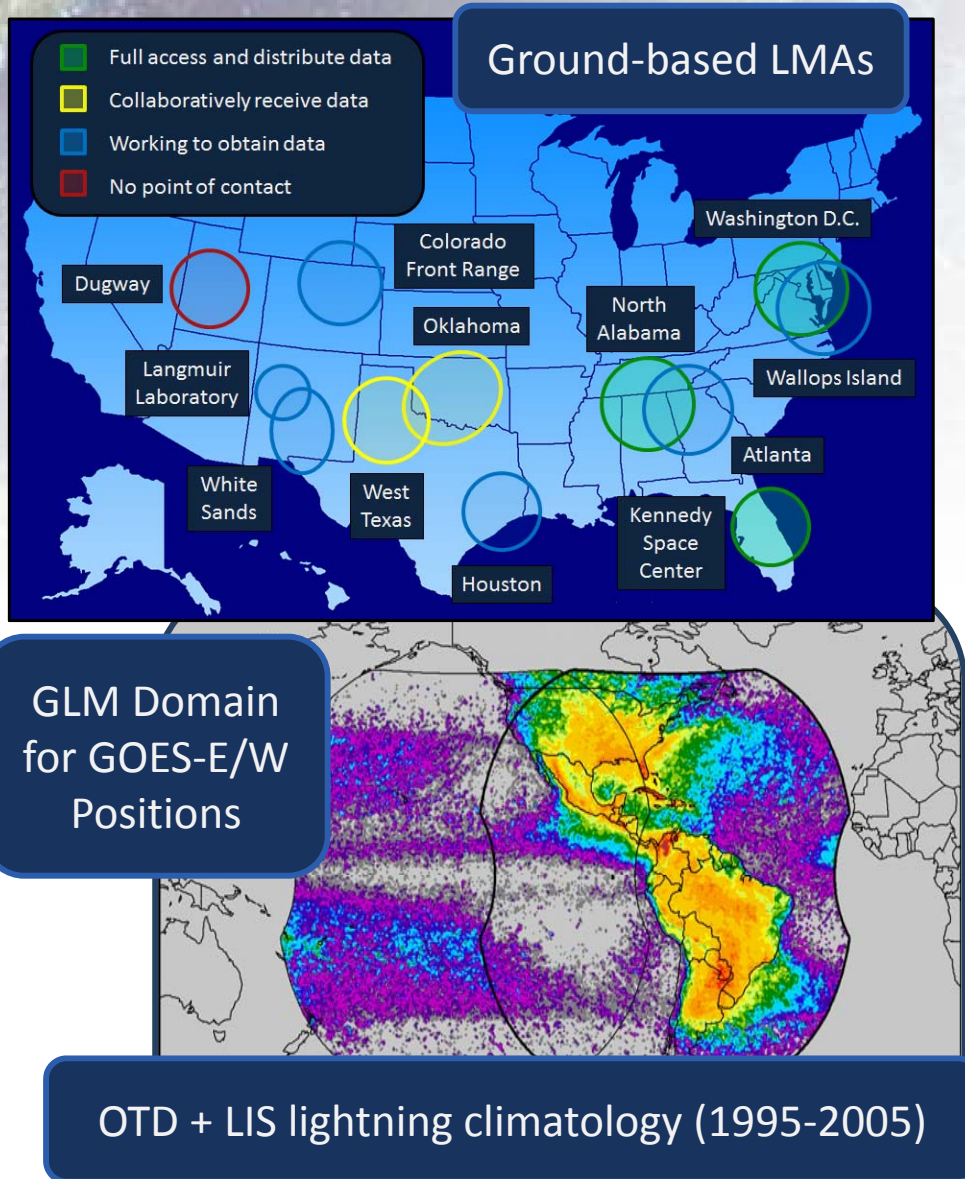 Ground-based LMAs
Full access and distribute data
Collaboratively receive data
Working to obtain data
No point of contact
Washington D.C.
Colorado
Front Range
Dugway
North
Alabama
Oklahoma
Langmuir
Laboratory
Wallops Island
Atlanta
White
Sands
West
Texas
Kennedy
Space
Center
Houston
GLM Domain
for GOES-E/W
Positions
OTD + LIS lightning climatology (1995-2005)